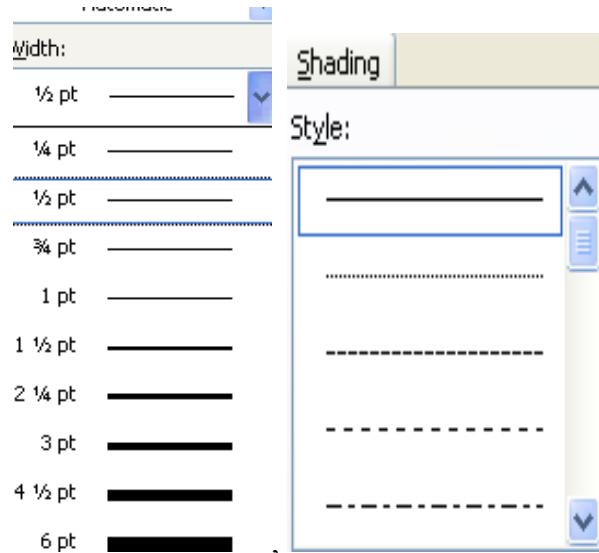 Automatic
Width:
½ pt
¼ pt
½ pt
¾ pt
1 pt
1 ½ pt
2 ¼ pt
3 pt
4 ½ pt
6 pt
,
Shading
Style: